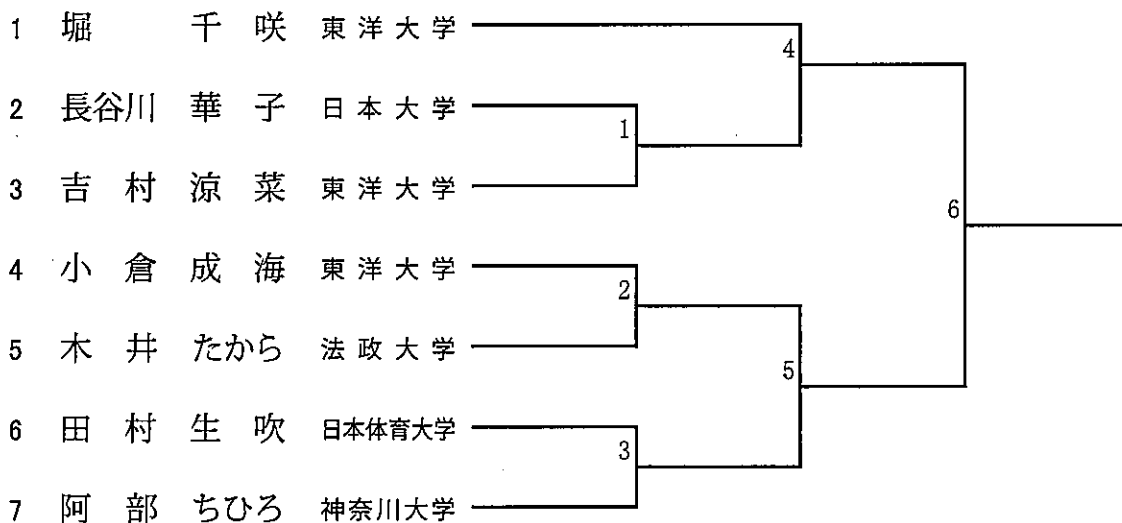 1 堀 千咲 東洋大学
4
2 長谷川 華子 日本大学
1
3 吉村 涼菜 東洋大学
6
4 小倉 成海 東洋大学
2
5 木井 たから 法政大学
5
6 田村 生吹 日本体育大学
3
7 阿部 ちひろ 神奈川大学